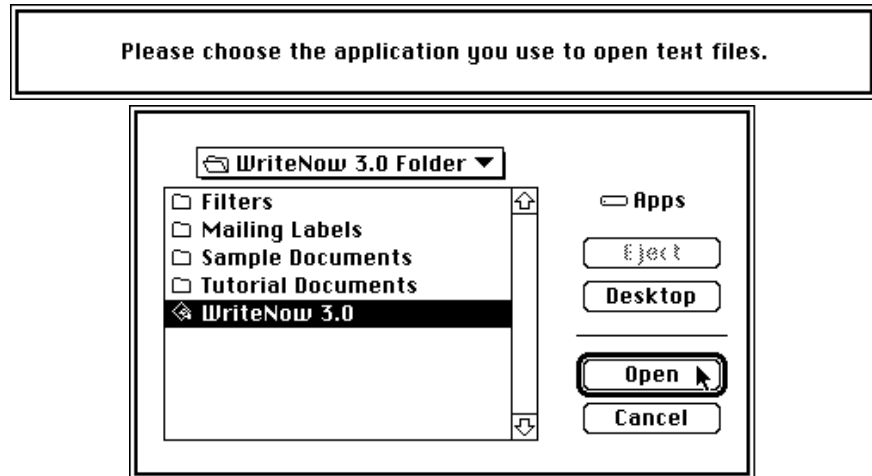 Please choose the application you use to open text files.
WriteNow 3.0 Folder
Filters
Mailing Labels
Sample Documents
Tutorial Documents
WriteNow 3.0
Apps
Eject
Desktop
Open
Cancel